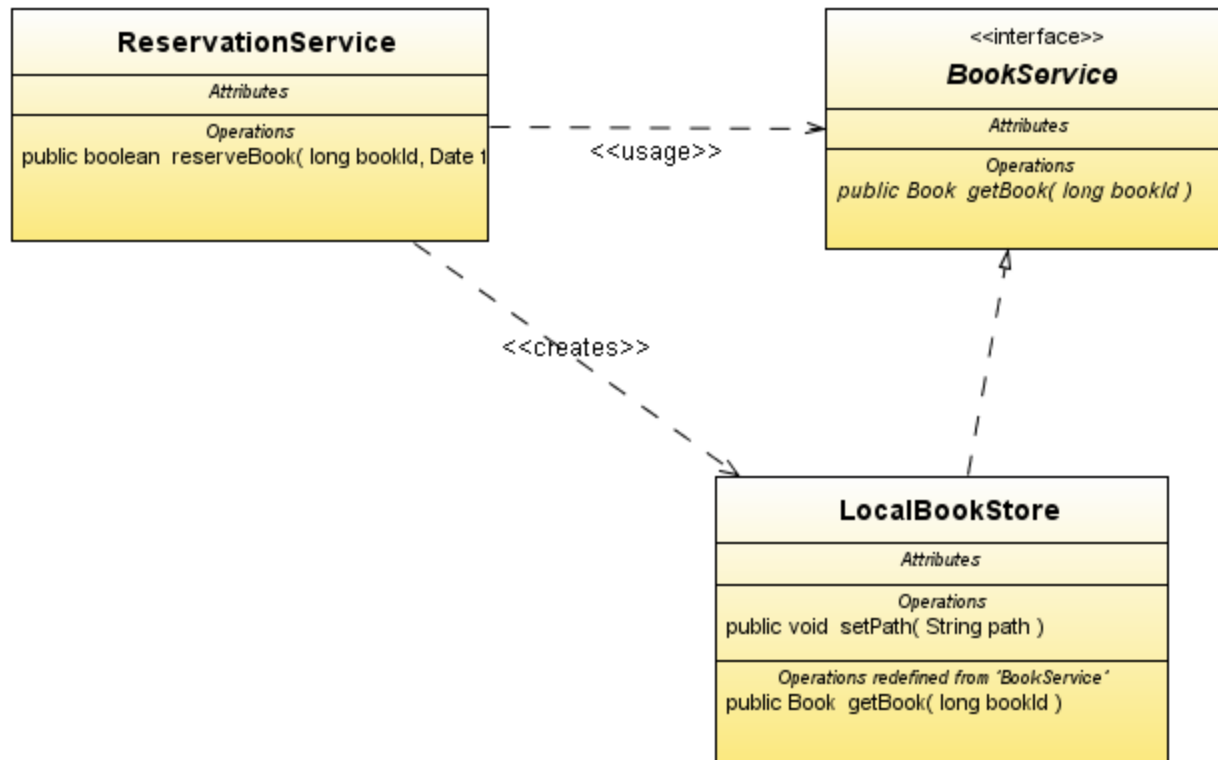 ReservationService
Attributes
Operations
public boolean reserveBook( long bookId, Date
<<usage>>
<<interface>>
BookService
Attributes
Operations
public Book getBook( long bookId )
<<creates>>
LocalBookStore
Attributes
Operations
public void setPath( String path )
Operations redefined from 'BookService'
public Book getBook( long bookId )